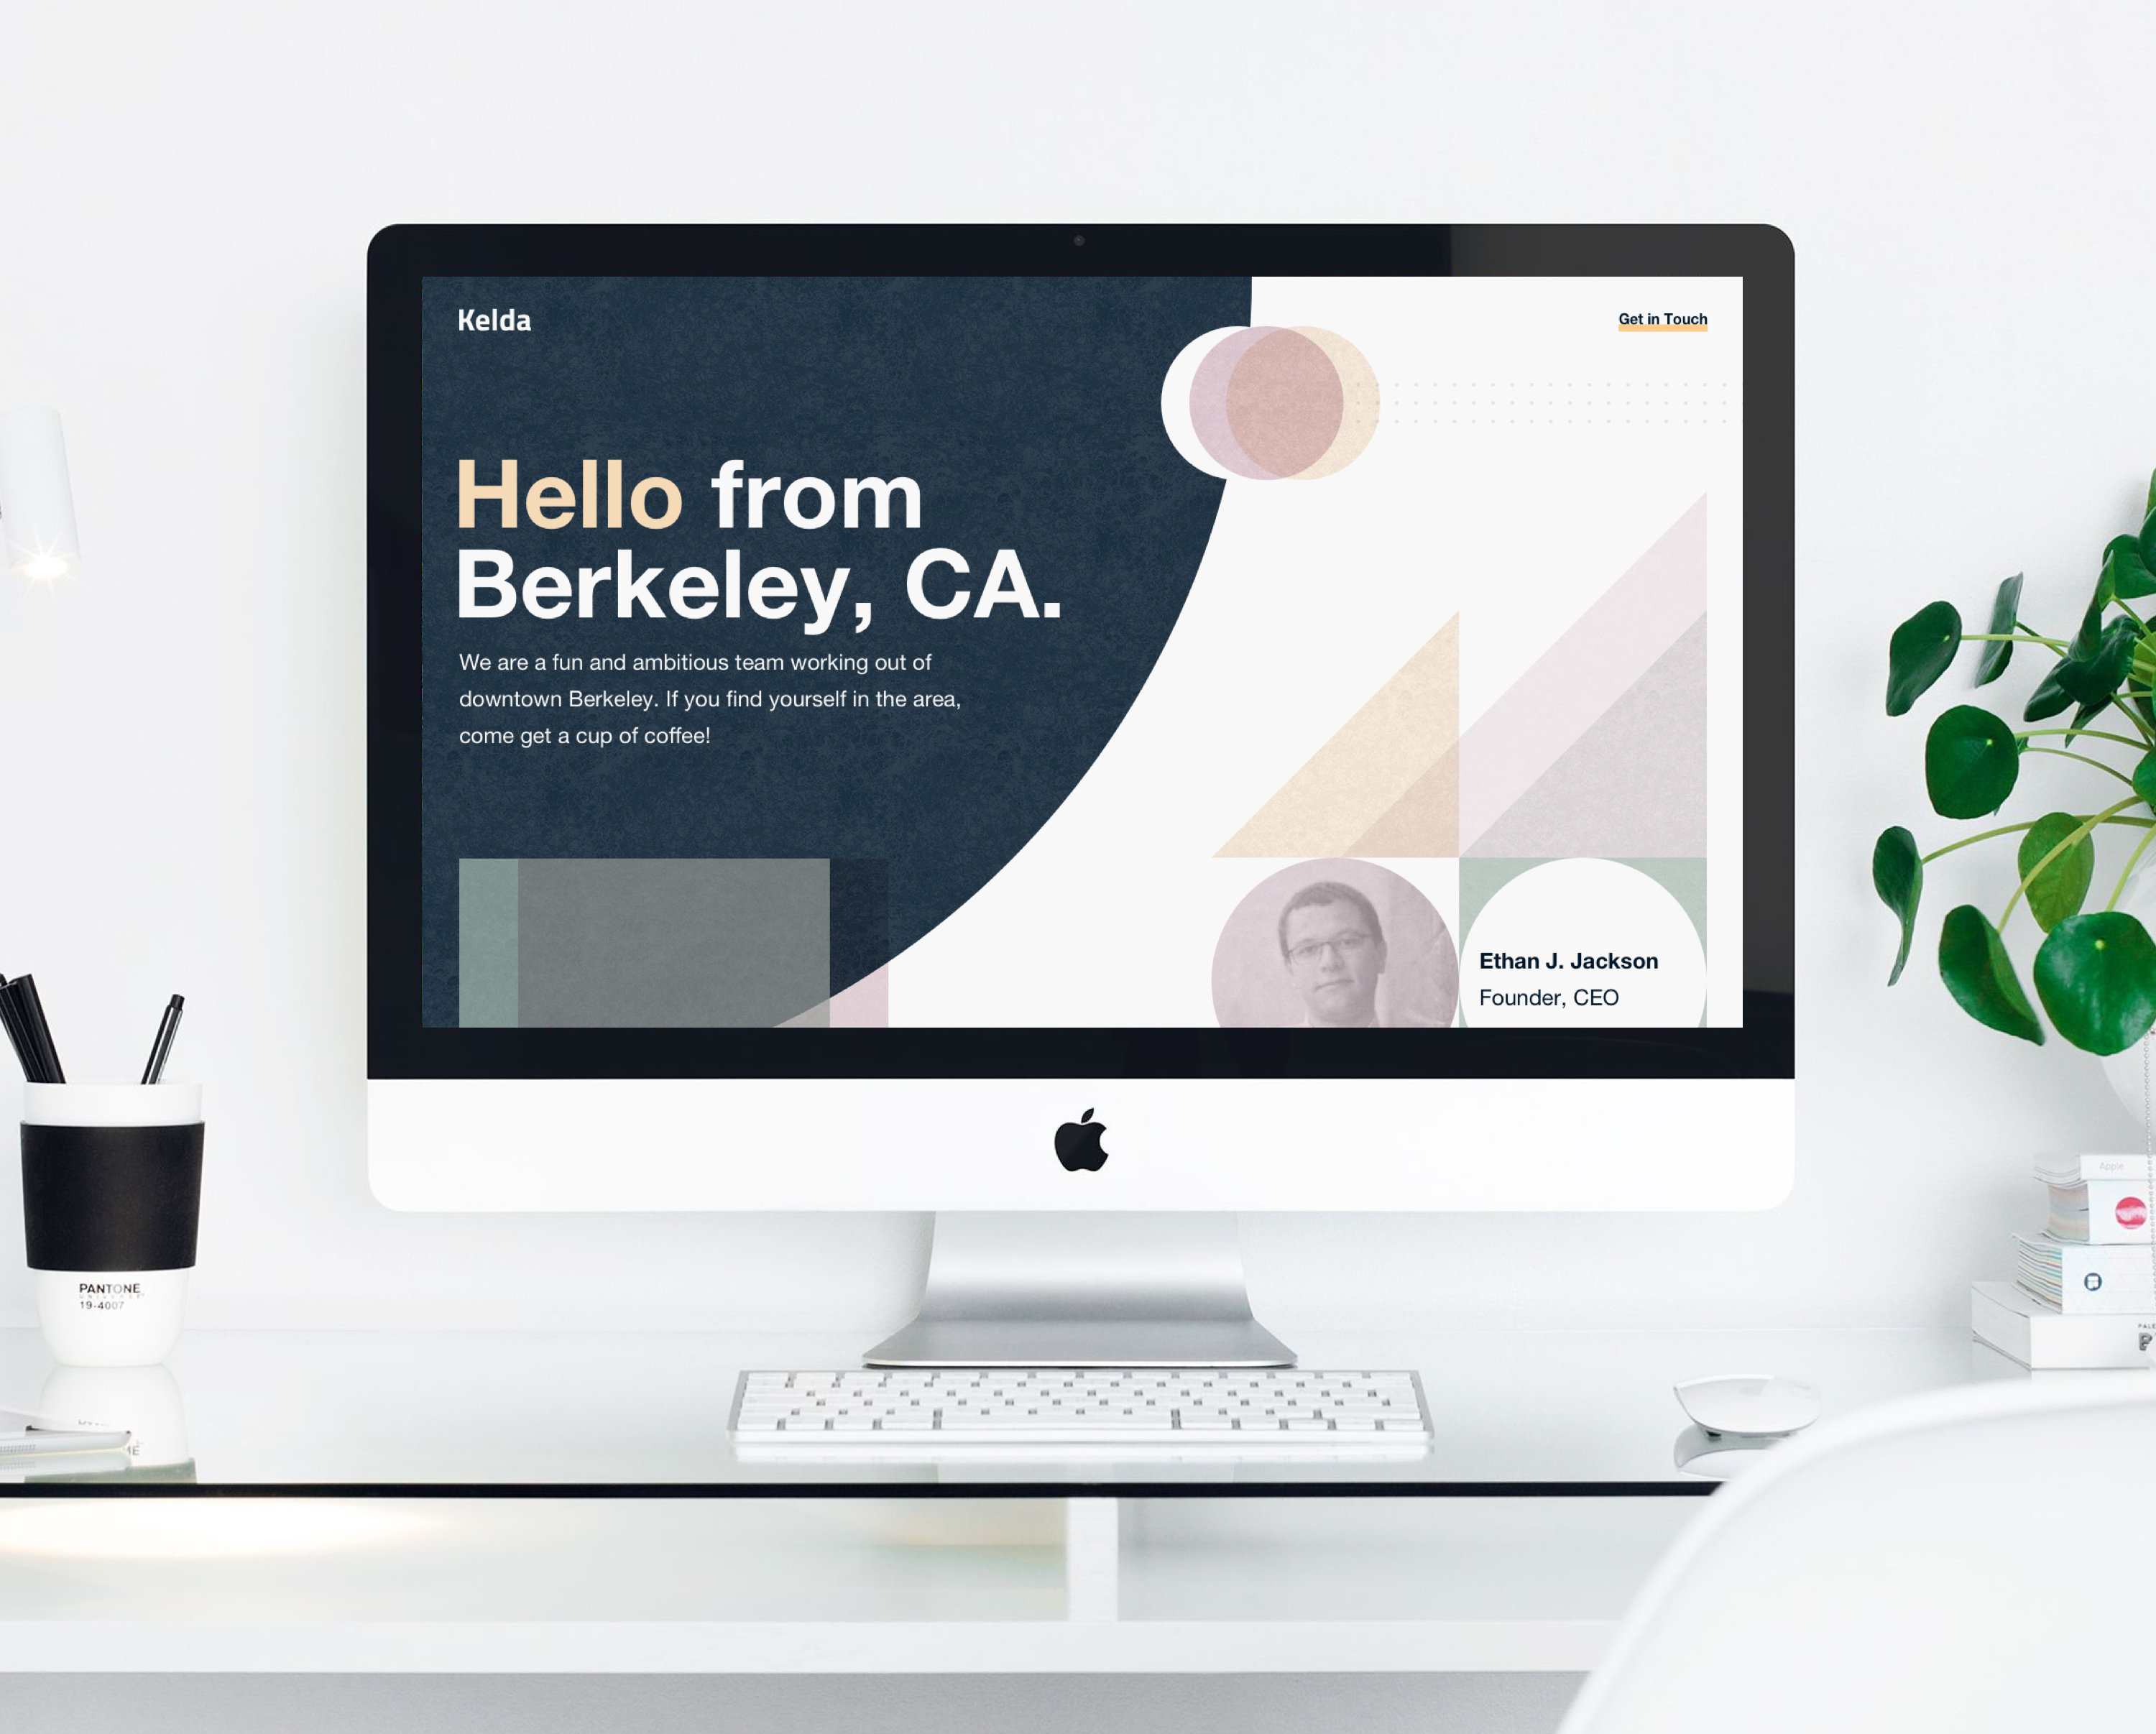 Kelda
Get in Touch
Hello from
Berkeley, CA.
We are a fun and ambitious team working out of
downtown Berkeley. If you find yourself in the area,
come get a cup of coffee!
Ethan J. Jackson
Founder, CEO
PANTONE
UNIVERSE
19-4007
Apple